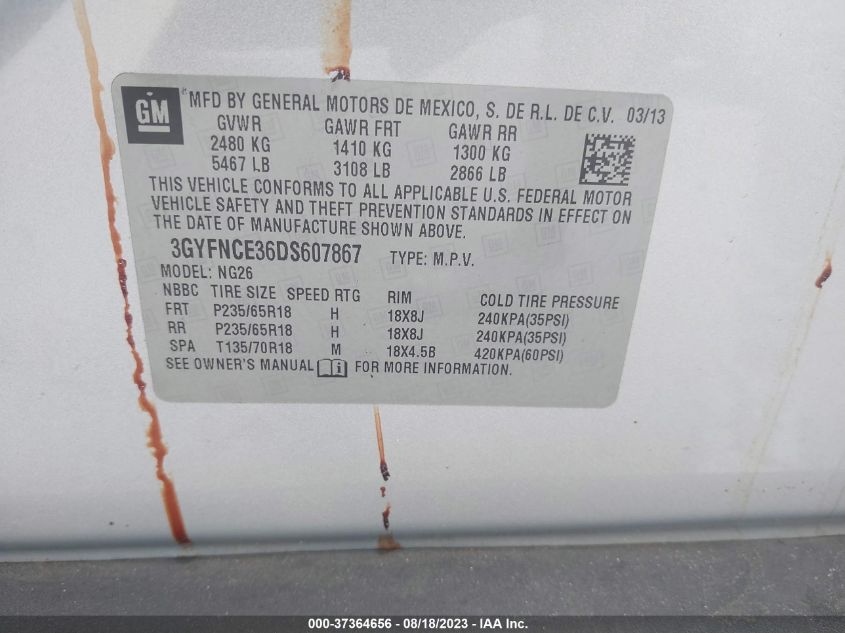 GM
MFD BY GENERAL MOTORS DE MEXICO, S. DE R.L. DE C.V. 03/13
GVWR GAWR FRT GAWR RR
2480 KG 1410 KG 1300 KG
5467 LB 3108 LB 2866 LB
THIS VEHICLE CONFORMS TO ALL APPLICABLE U.S. FEDERAL MOTOR
VEHICLE SAFETY AND THEFT PREVENTION STANDARDS IN EFFECT ON
THE DATE OF MANUFACTURE SHOWN ABOVE.
3GYFNCE36DS607867 TYPE: M.P.V.
MODEL: NG26
NBBC TIRE SIZE SPEED RTG RIM COLD TIRE PRESSURE
FRT P235/65R18 H 18X8J 240KPA(35PSI)
RR P235/65R18 H 18X8J 240KPA(35PSI)
SPA T135/70R18 M 18X4.5B 420KPA(60PSI)
SEE OWNER'S MANUAL i FOR MORE INFORMATION.
000-37364656 - 08/18/2023 - IAA Inc.